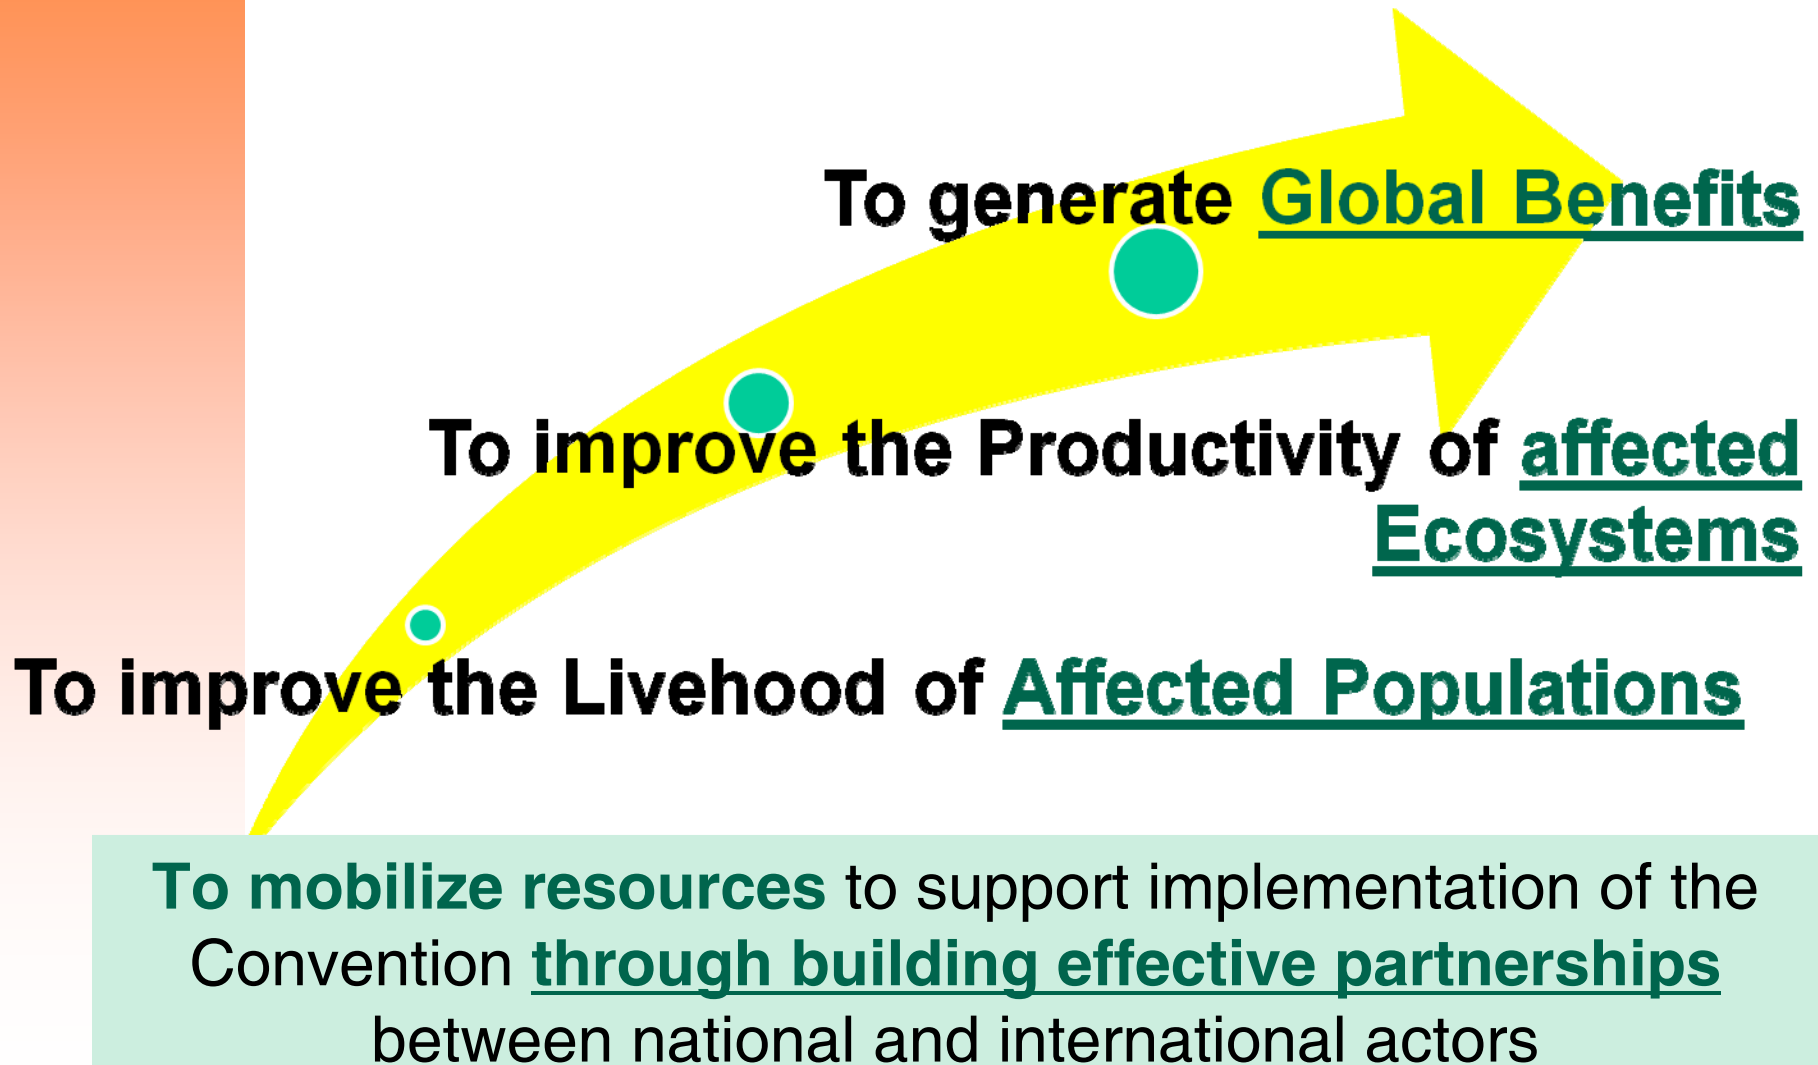 To generate Global Benefits
To improve the Productivity of affected
Ecosystems
To improve the Livehood of Affected Populations
To mobilize resources to support implementation of the
Convention through building effective partnerships
between national and international actors